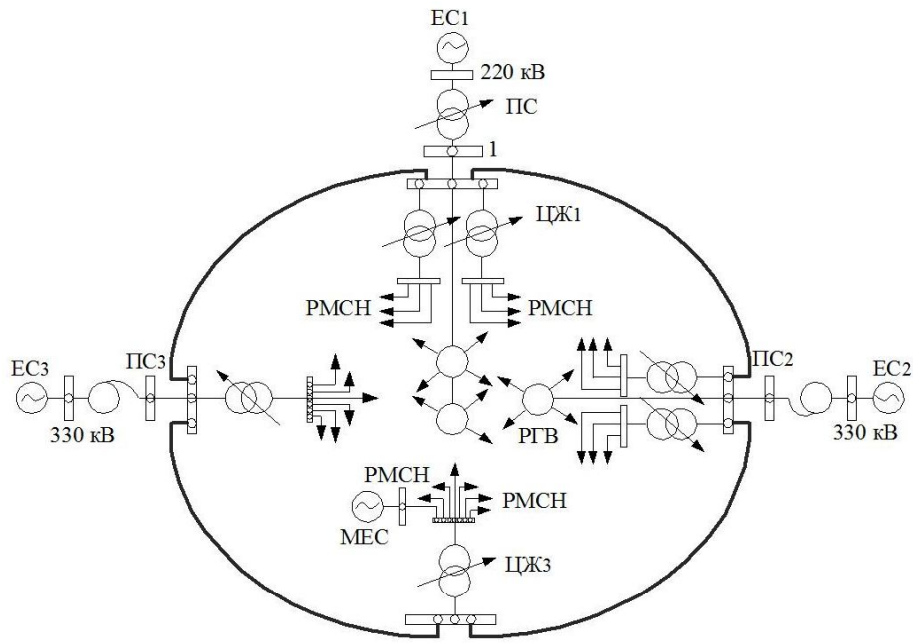 ЕС1
220 кВ
ПС
1
ЦЖ1
РМСН
РМСН
ЕС3
ПС3
330 кВ
ПС2
ЕС2
330 кВ
РГВ
РМСН
РМСН
МЕС
ЦЖ3